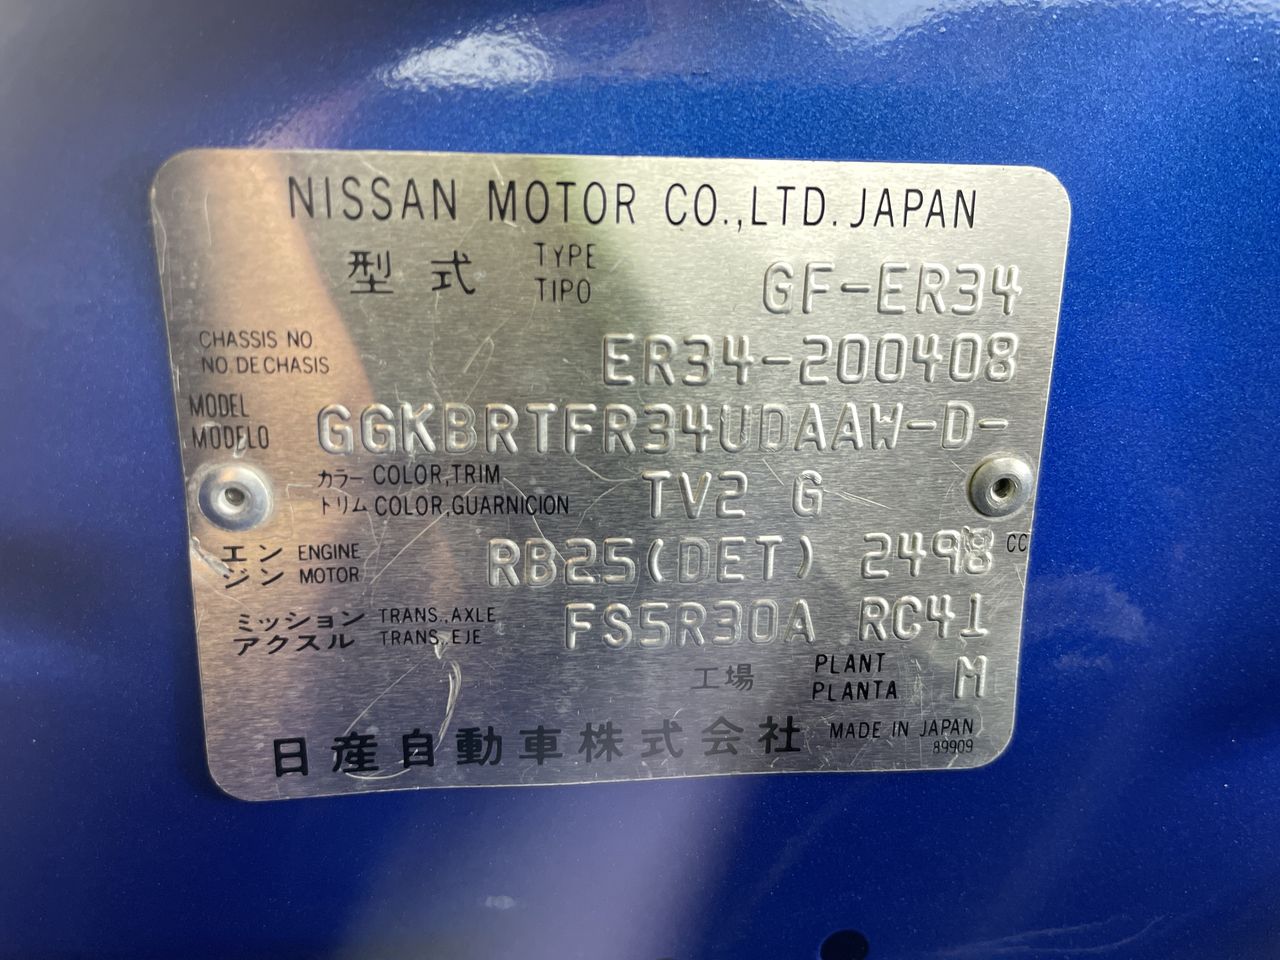 NISSAN MOTOR CO.,LTD. JAPAN
型式 TYPE TIPO GF-ER34
CHASSIS NO
NO. DE CHASIS ER34-200408
MODEL
MODELO GGKBRTFR34UDAAW-D-
カラー COLOR,TRIM
トリム COLOR,GUARNICION TV2 G
エン ENGINE
ジン MOTOR RB25(DET) 2498 CC
ミッション TRANS.,AXLE
アクスル TRANS.,EJE FS5R30A RC41
工場 PLANT
PLANTA M
日産自動車株式会社 MADE IN JAPAN
89909